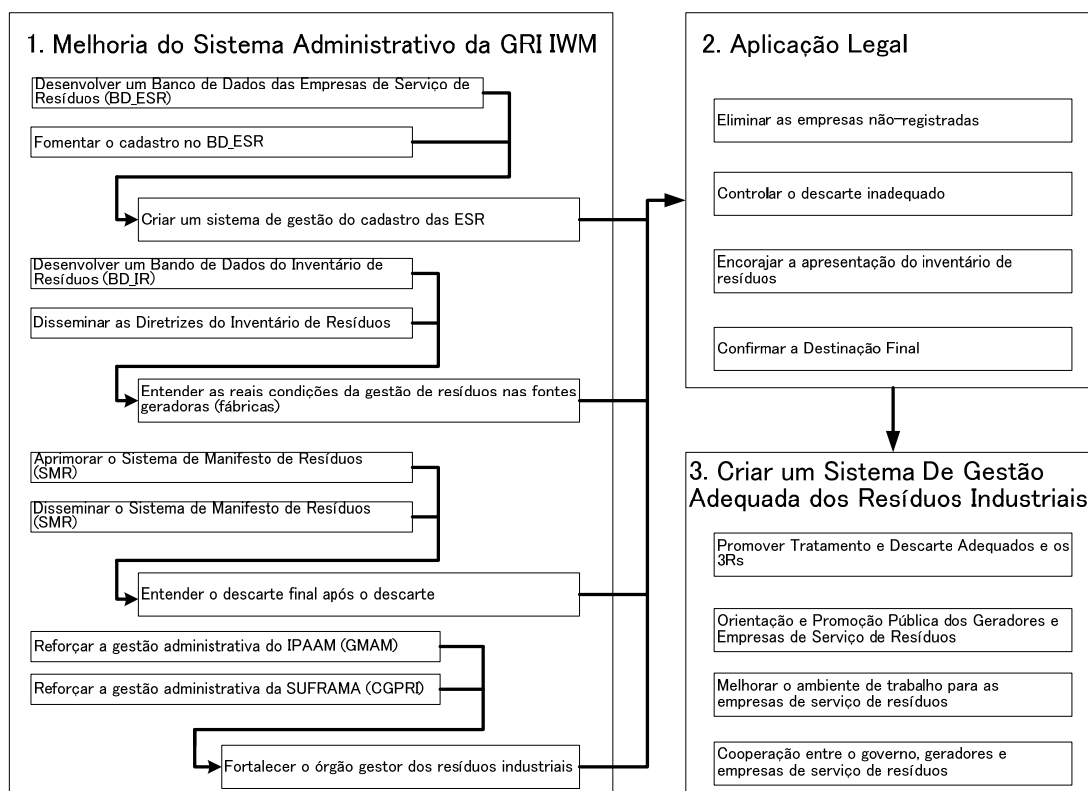 1. Melhoria do Sistema Administrativo da GRI IWM
Desenvolver um Banco de Dados das Empresas de Serviço de
Resíduos (BD_ESR)
Fomentar o cadastro no BD_ESR
Criar um sistema de gestão do cadastro das ESR
Desenvolver um Bando de Dados do Inventário de
Resíduos (BD_IR)
Disseminar as Diretrizes do Inventário de Resíduos
Entender as reais condições da gestão de resíduos nas fontes
geradoras (fábricas)
Aprimorar o Sistema de Manifesto de Resíduos
(SMR)
Disseminar o Sistema de Manifesto de Resíduos
(SMR)
Entender o descarte final após o descarte
Reforçar a gestão administrativa do IPAAM (GMAM)
Reforçar a gestão administrativa da SUFRAMA (CGPRI)
Fortalecer o órgão gestor dos resíduos industriais
2. Aplicação Legal
Eliminar as empresas não-registradas
Controlar o descarte inadequado
Encorajar a apresentação do inventário de
resíduos
Confirmar a Destinação Final
3. Criar um Sistema De Gestão
Adequada dos Resíduos Industriais
Promover Tratamento e Descarte Adequados e os
3Rs
Orientação e Promoção Pública dos Geradores e
Empresas de Serviço de Resíduos
Melhorar o ambiente de trabalho para as
empresas de serviço de resíduos
Cooperação entre o governo, geradores e
empresas de serviço de resíduos